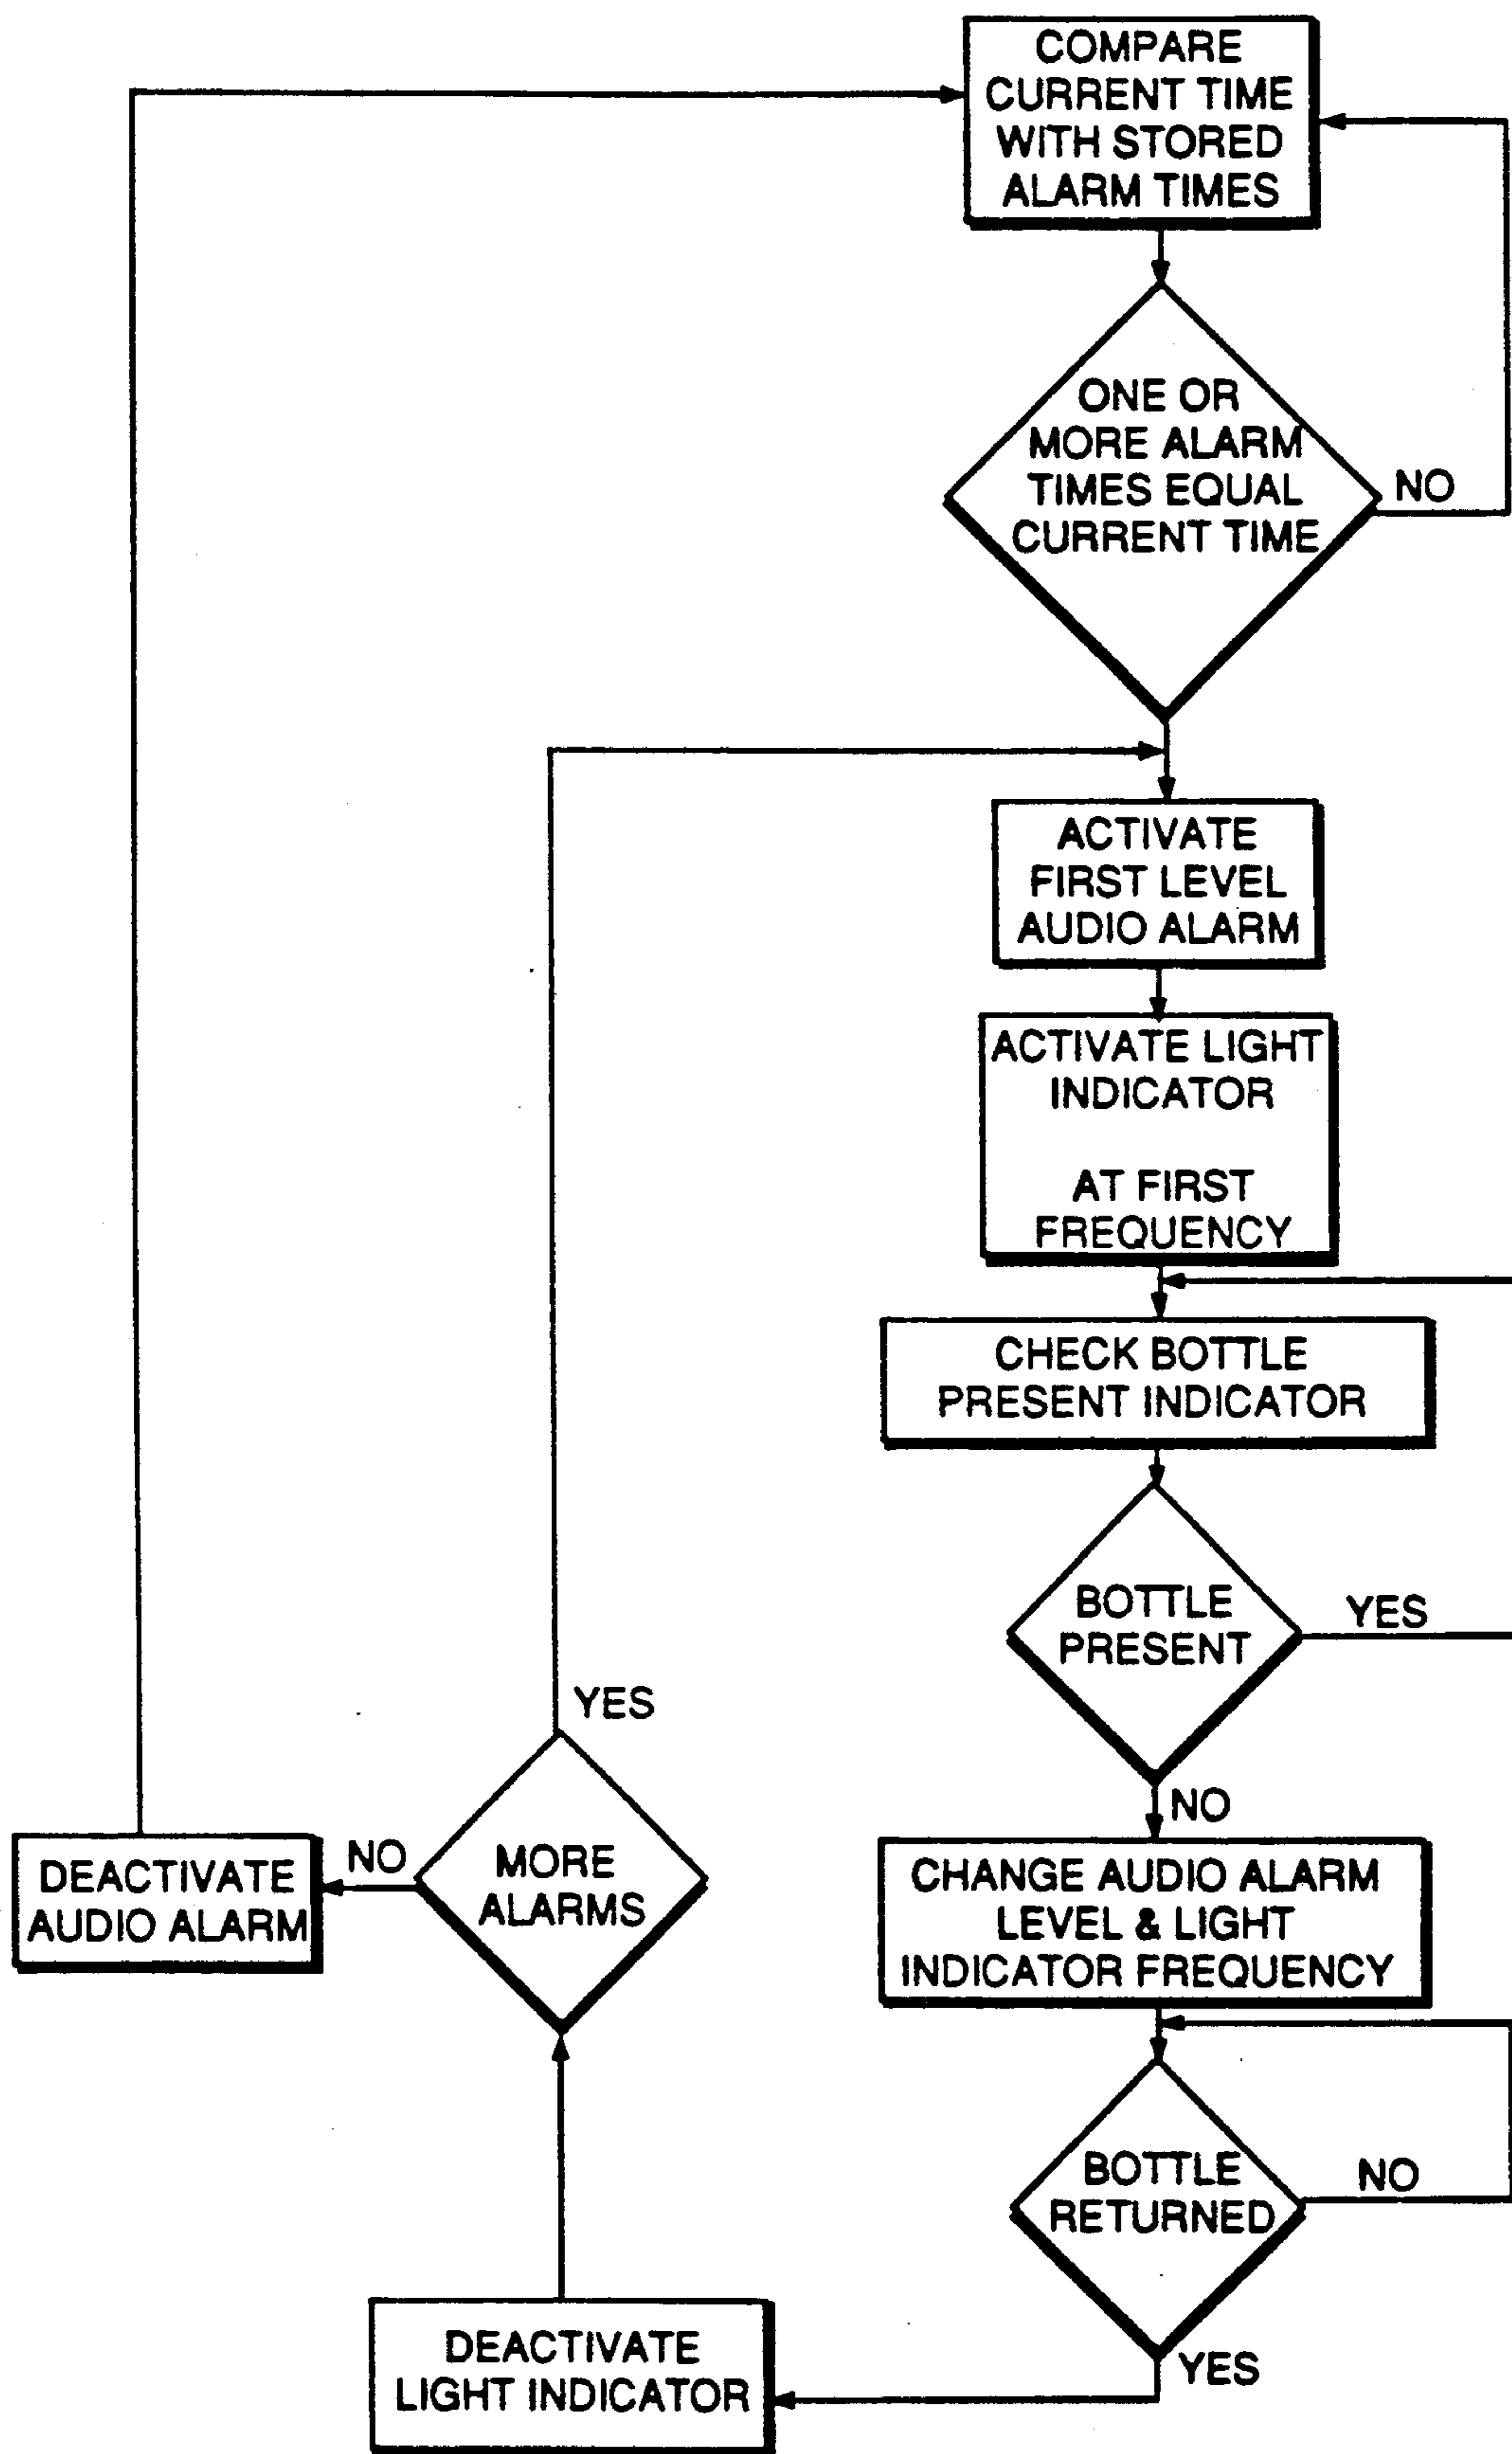 COMPARE
CURRENT TIME
WITH STORED
ALARM TIMES
ONE OR
MORE ALARM
TIMES EQUAL
CURRENT TIME
NO
ACTIVATE
FIRST LEVEL
AUDIO ALARM
ACTIVATE LIGHT
INDICATOR
AT FIRST
FREQUENCY
CHECK BOTTLE
PRESENT INDICATOR
BOTTLE
PRESENT
YES
NO
CHANGE AUDIO ALARM
LEVEL & LIGHT
INDICATOR FREQUENCY
BOTTLE
RETURNED
NO
YES
DEACTIVATE
LIGHT INDICATOR
MORE
ALARMS
YES
NO
DEACTIVATE
AUDIO ALARM